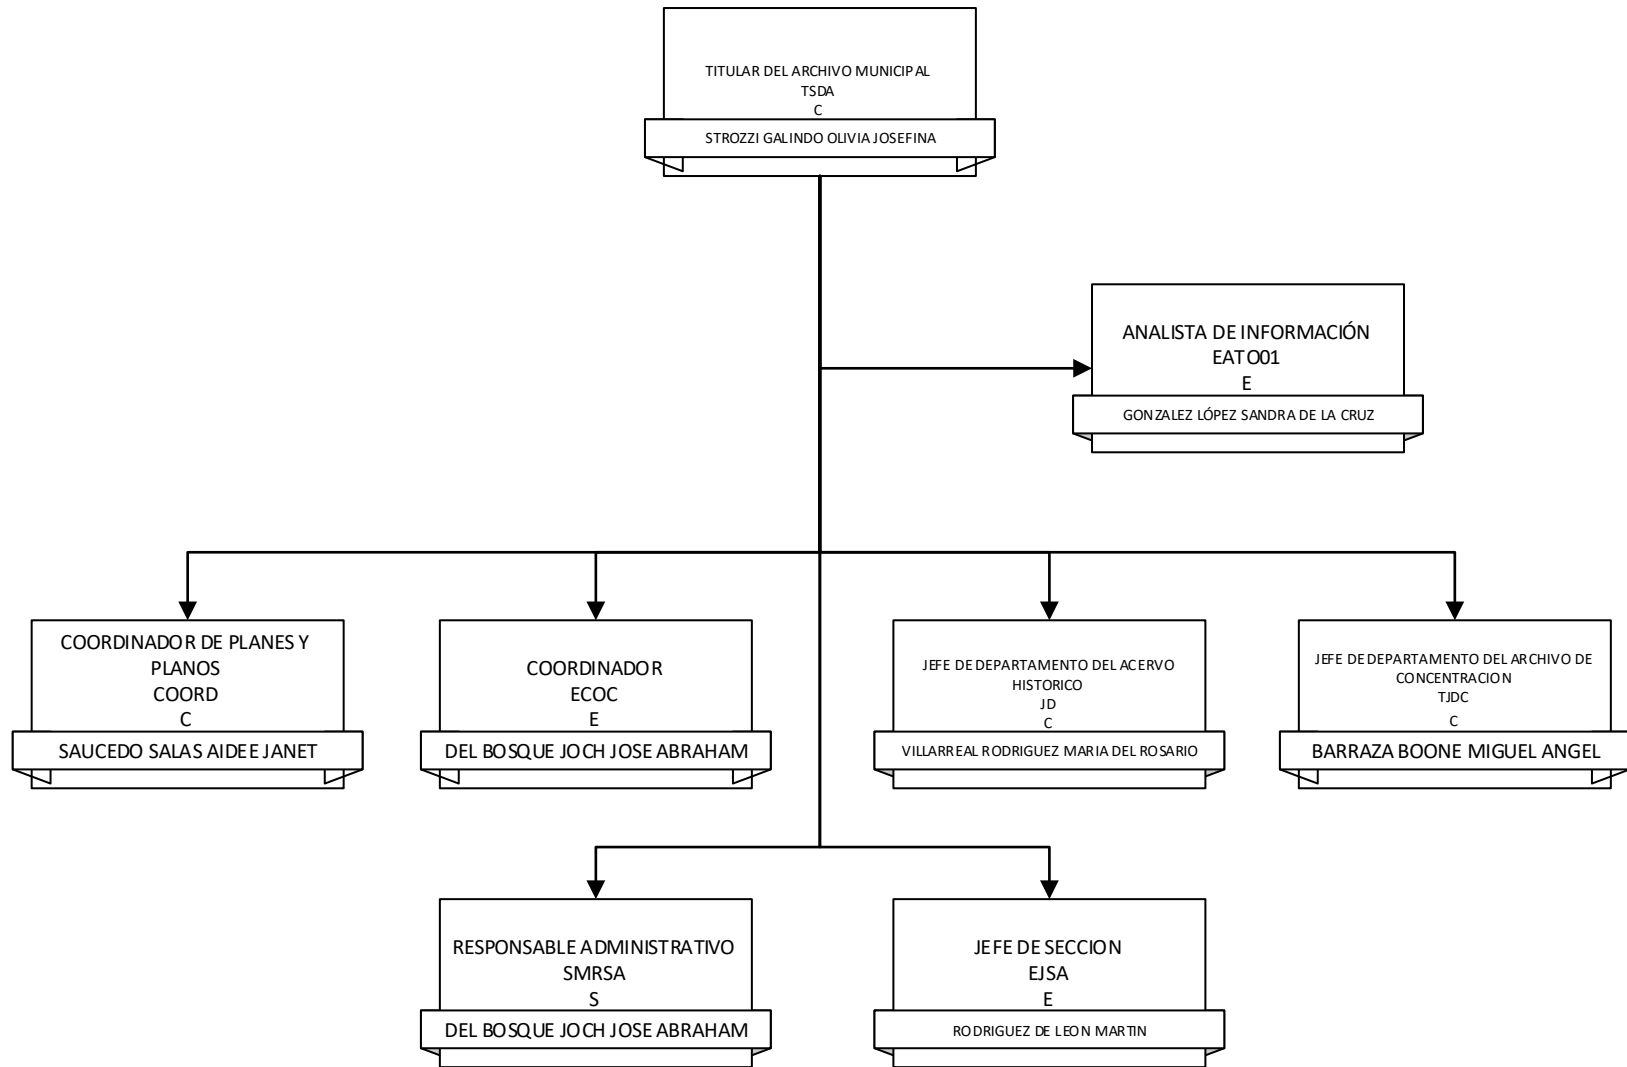 TITULAR DEL ARCHIVO MUNICIPAL
TSDA
C
STROZZI GALINDO OLIVIA JOSEFINA
ANALISTA DE INFORMACIÓN
EATO01
E
GONZALEZ LÓPEZ SANDRA DE LA CRUZ
COORDINADOR DE PLANES Y
PLANOS
COORD
C
SAUCEDO SALAS AIDEE JANET
COORDINADOR
ECOC
E
DEL BOSQUE JOCH JOSE ABRAHAM
JEFE DE DEPARTAMENTO DEL ACERVO
HISTORICO
JD
C
VILLARREAL RODRIGUEZ MARIA DEL ROSARIO
JEFE DE DEPARTAMENTO DEL ARCHIVO DE
CONCENTRACION
TJDC
C
BARRAZA BOONE MIGUEL ANGEL
RESPONSABLE ADMINISTRATIVO
SMRSA
S
DEL BOSQUE JOCH JOSE ABRAHAM
JEFE DE SECCION
EJSA
E
RODRIGUEZ DE LEON MARTIN